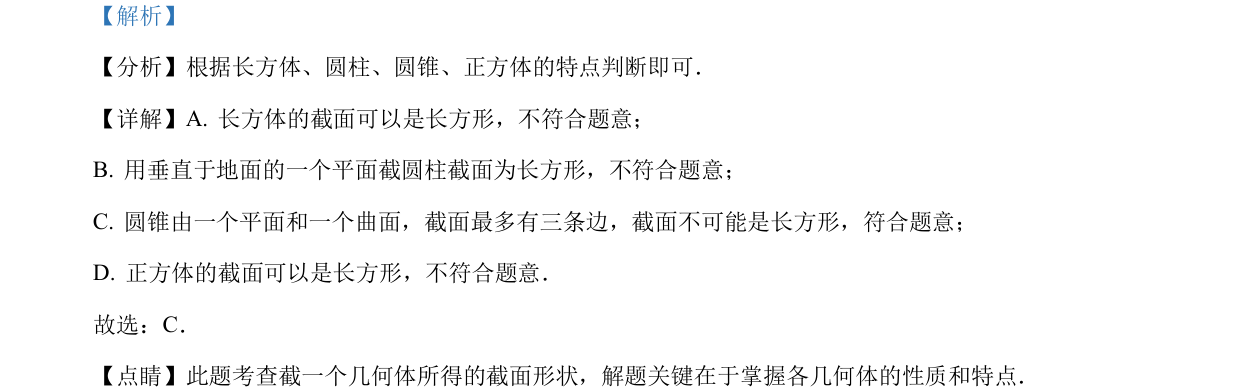 【解析】
【分析】根据长方体、圆柱、圆锥、正方体的特点判断即可．
【详解】A. 长方体的截面可以是长方形，不符合题意；
B. 用垂直于地面的一个平面截圆柱截面为长方形，不符合题意；
C. 圆锥由一个平面和一个曲面，截面最多有三条边，截面不可能是长方形，符合题意；
D. 正方体的截面可以是长方形，不符合题意．
故选：C．
【点睛】此题考查截一个几何体所得的截面形状，解题关键在于掌握各几何体的性质和特点．